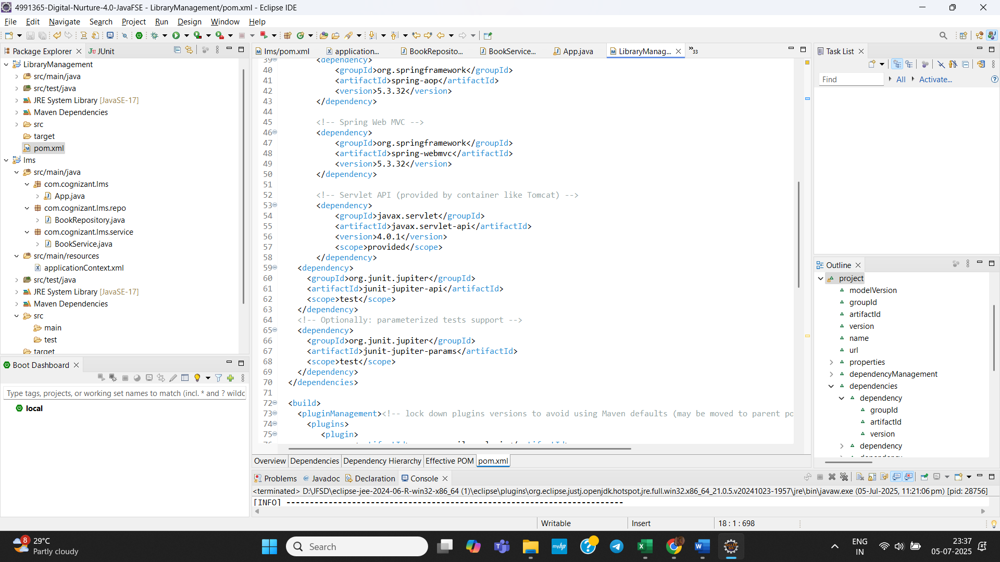 4991365-Digital-Nurture-4.0-JavaFSE - LibraryManagement/pom.xml - Eclipse IDE
File Edit Navigate Search Project Run Design Window Help
Package Explorer
JUnit
LibraryManagement
src/main/java
src/test/java
JRE System Library [JavaSE-17]
Maven Dependencies
src
target
pom.xml
lms
src/main/java
com.cognizant.lms
App.java
com.cognizant.lms.repo
BookRepository.java
com.cognizant.lms.service
BookService.java
src/main/resources
applicationContext.xml
src/test/java
JRE System Library [JavaSE-17]
Maven Dependencies
src
main
test
target
Boot Dashboard
Type tags, projects, or working set names to match (incl. * and ? wildc
local
lms/pom.xml application... BookReposito... BookService... App.java LibraryManag... 33
39 <dependency>
40 <groupId>org.springframework</groupId>
41 <artifactId>spring-aop</artifactId>
42 <version>5.3.32</version>
43 </dependency>
44
45 <!-- Spring Web MVC -->
46 <dependency>
47 <groupId>org.springframework</groupId>
48 <artifactId>spring-webmvc</artifactId>
49 <version>5.3.32</version>
50 </dependency>
51
52 <!-- Servlet API (provided by container like Tomcat) -->
53 <dependency>
54 <groupId>javax.servlet</groupId>
55 <artifactId>javax.servlet-api</artifactId>
56 <version>4.0.1</version>
57 <scope>provided</scope>
58 </dependency>
59 <dependency>
60 <groupId>org.junit.jupiter</groupId>
61 <artifactId>junit-jupiter-api</artifactId>
62 <scope>test</scope>
63 </dependency>
64 <!-- Optionally: parameterized tests support -->
65 <dependency>
66 <groupId>org.junit.jupiter</groupId>
67 <artifactId>junit-jupiter-params</artifactId>
68 <scope>test</scope>
69 </dependency>
70 </dependencies>
71
72 <build>
73 <pluginManagement><!-- lock down plugins versions to avoid using Maven defaults (may be moved to parent po
74 <plugins>
75 <plugin>
Overview Dependencies Dependency Hierarchy Effective POM pom.xml
Problems Javadoc Declaration Console
<terminated> D:\JFSD\eclipse-jee-2024-06-R-win32-x86_64 (1)\eclipse\plugins\org.eclipse.justj.openjdk.hotspot.jre.full.win32.x86_64_21.0.5.v20241023-1957\jre\bin\javaw.exe (05-Jul-2025, 11:21:06 pm) [pid: 28756]
[INFO] ------------------------------------------------------------------------
Task List
Find All Activate...
Outline
project
modelVersion
groupId
artifactId
version
name
url
properties
dependencyManagement
dependencies
dependency
groupId
artifactId
version
dependency
Writable Insert 18 : 1 : 698
8
29°C
Partly cloudy
Search
myhp
ENG
IN
23:37
05-07-2025